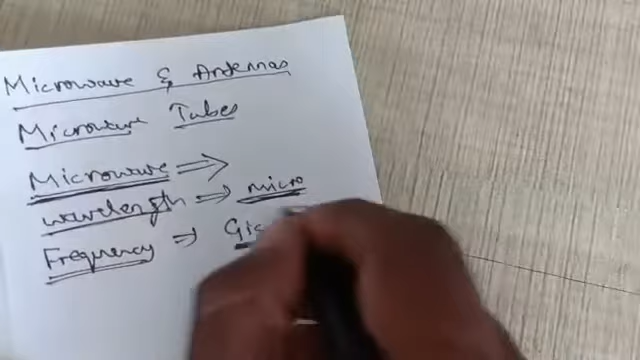 Microwave & Antennas
Microwave Tubes
Microwave ⇒
wavelength ⇒ micro
Frequency ⇒